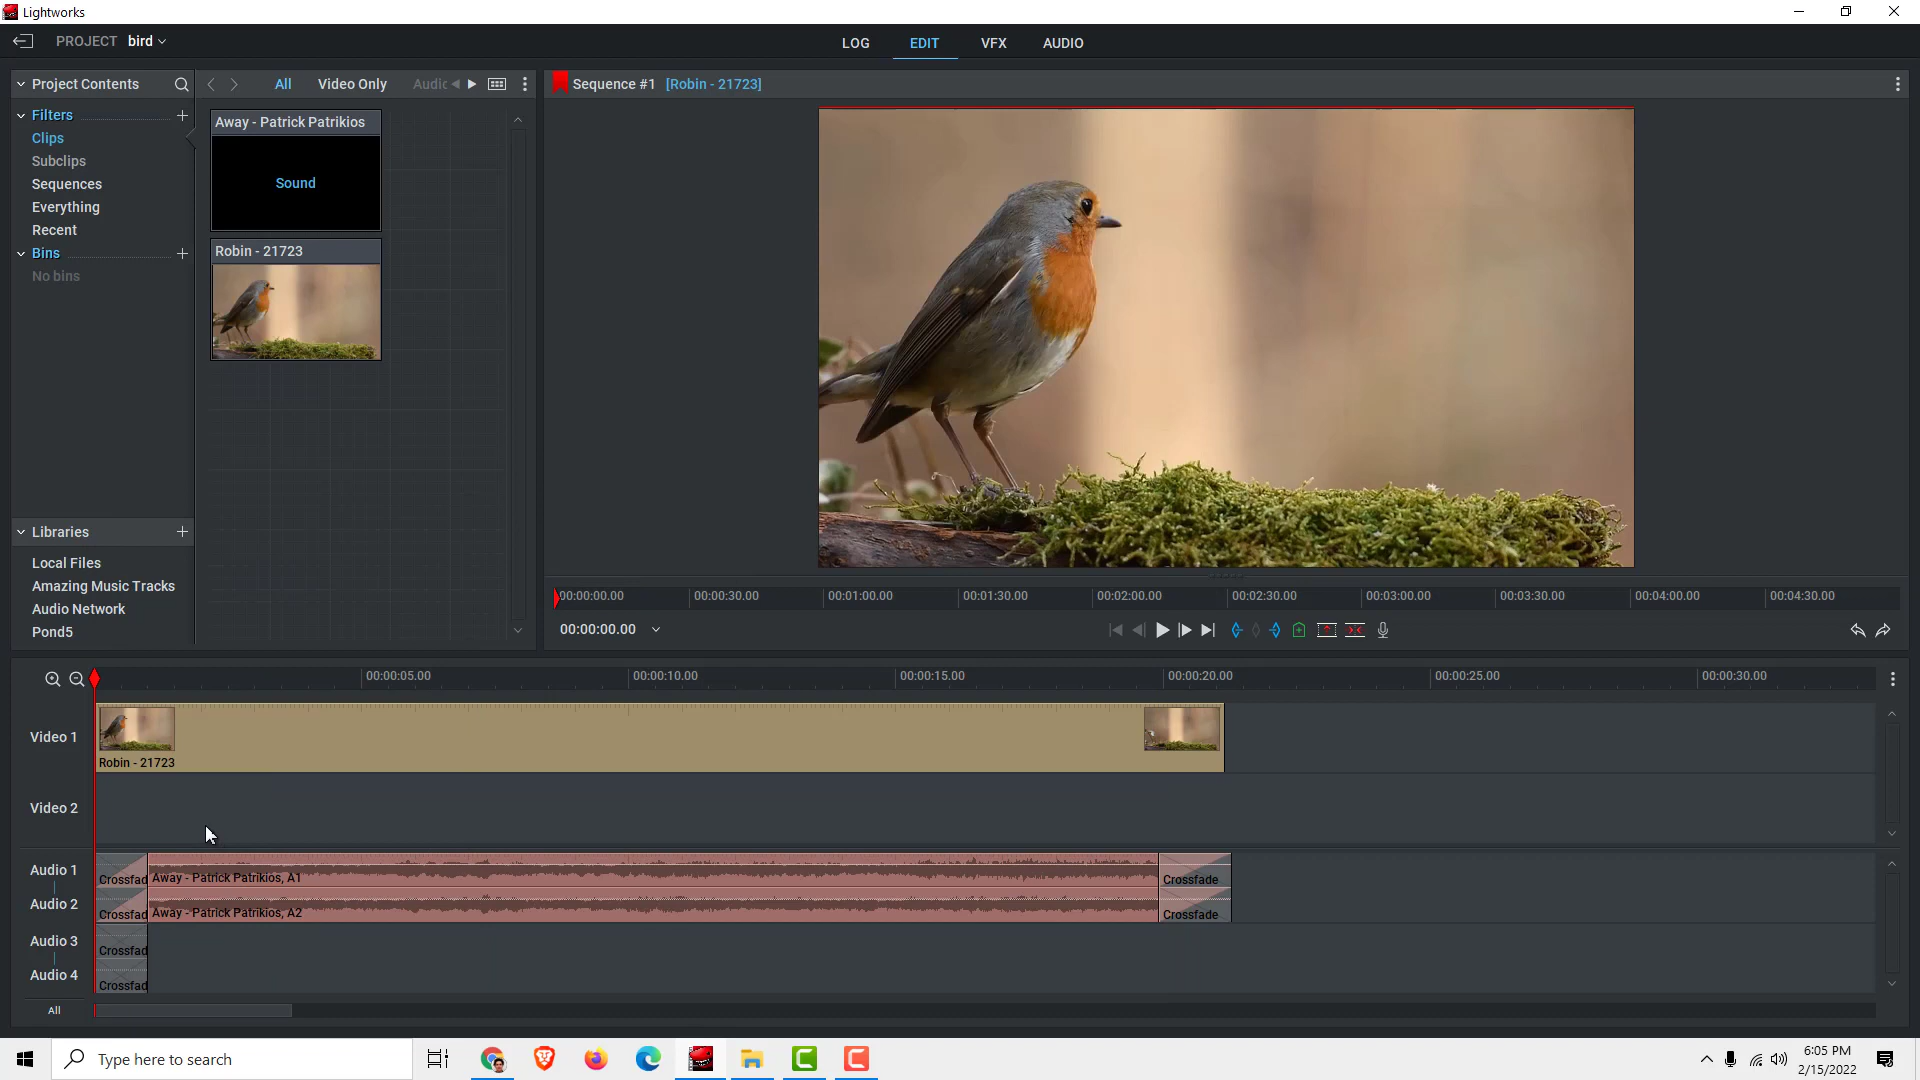 Lightworks
PROJECT bird
LOG EDIT VFX AUDIO
Project Contents
All Video Only Audic
Sequence #1 [Robin - 21723]
Filters
Clips
Subclips
Sequences
Everything
Recent
Bins
No bins
Away - Patrick Patrikios
Sound
Robin - 21723
Libraries
Local Files
Amazing Music Tracks
Audio Network
Pond5
00:00:00.00 00:00:30.00 00:01:00.00 00:01:30.00 00:02:00.00 00:02:30.00 00:03:00.00 00:03:30.00 00:04:00.00 00:04:30.00
00:00:00.00
00:00:05.00 00:00:10.00 00:00:15.00 00:00:20.00 00:00:25.00 00:00:30.00
Video 1
Robin - 21723
Video 2
Audio 1
Crossfad Away - Patrick Patrikios, A1 Crossfade
Audio 2
Crossfad Away - Patrick Patrikios, A2 Crossfade
Audio 3
Crossfad
Audio 4
Crossfad
All
Type here to search
6:05 PM
2/15/2022